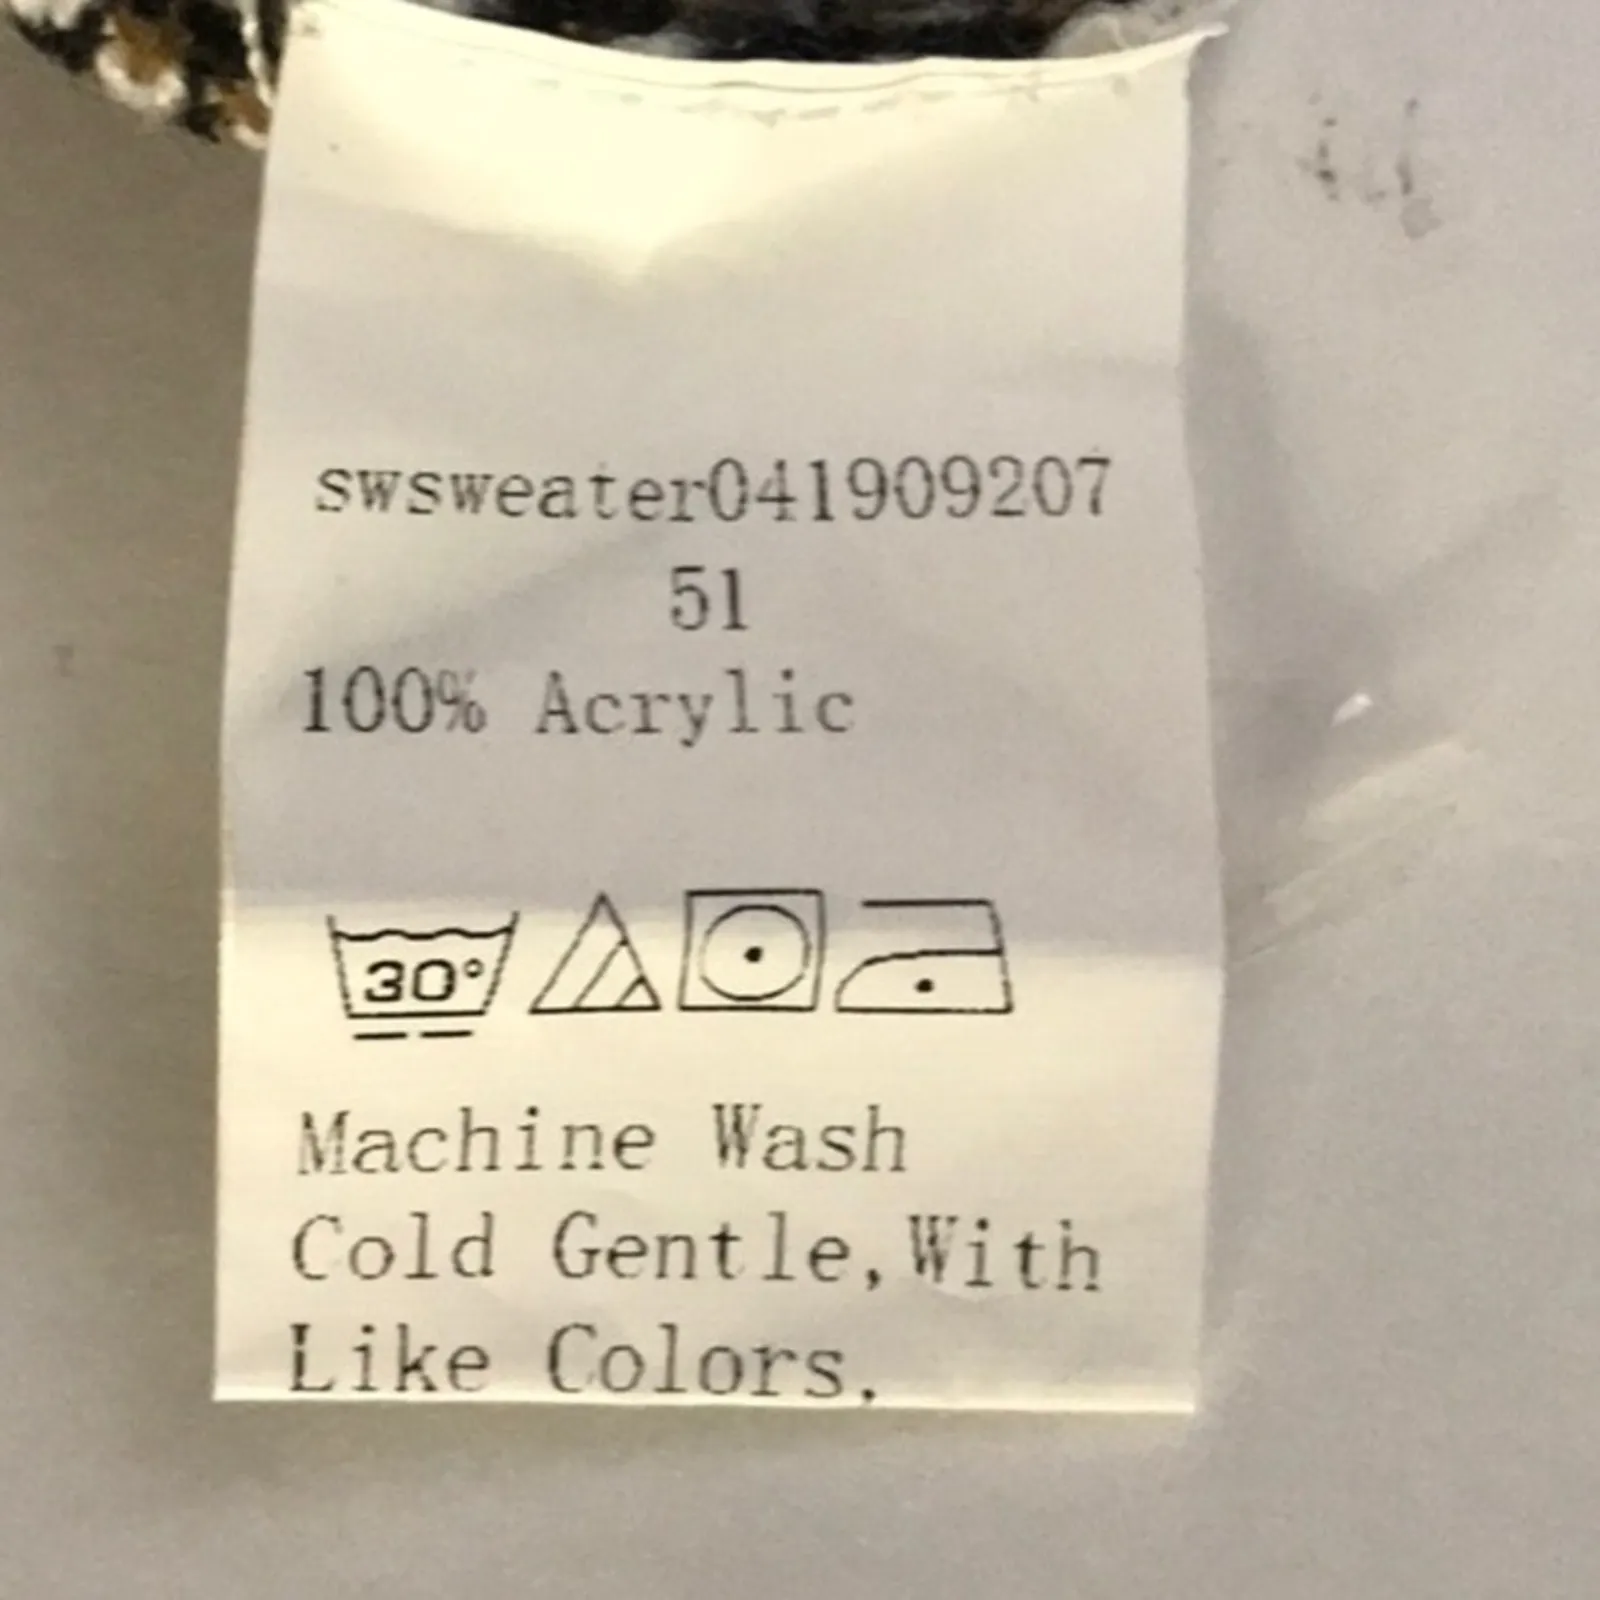 swsweater041909207
51
100% Acrylic
30°
Machine Wash
Cold Gentle,With
Like Colors.